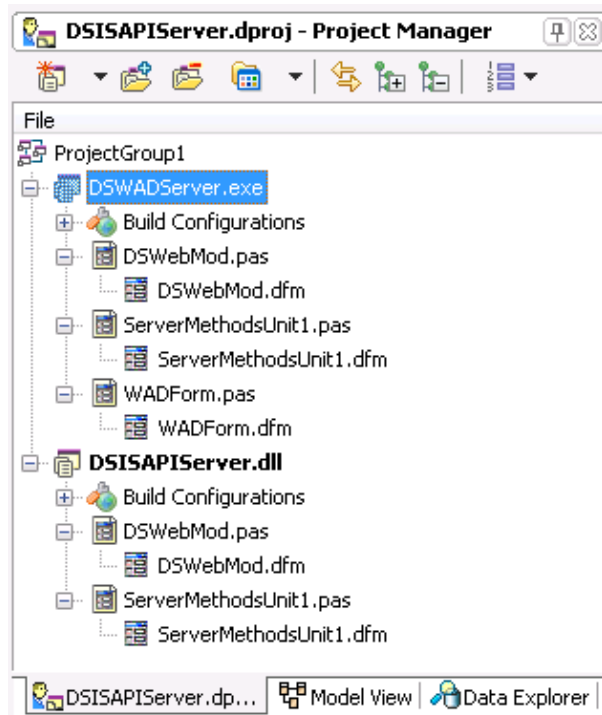 DSISAPIServer.dproj - Project Manager
File
ProjectGroup1
DSWADServer.exe
Build Configurations
DSWebMod.pas
DSWebMod.dfm
ServerMethodsUnit1.pas
ServerMethodsUnit1.dfm
WADForm.pas
WADForm.dfm
DSISAPIServer.dll
Build Configurations
DSWebMod.pas
DSWebMod.dfm
ServerMethodsUnit1.pas
ServerMethodsUnit1.dfm
DSISAPIServer.dp... Model View Data Explorer